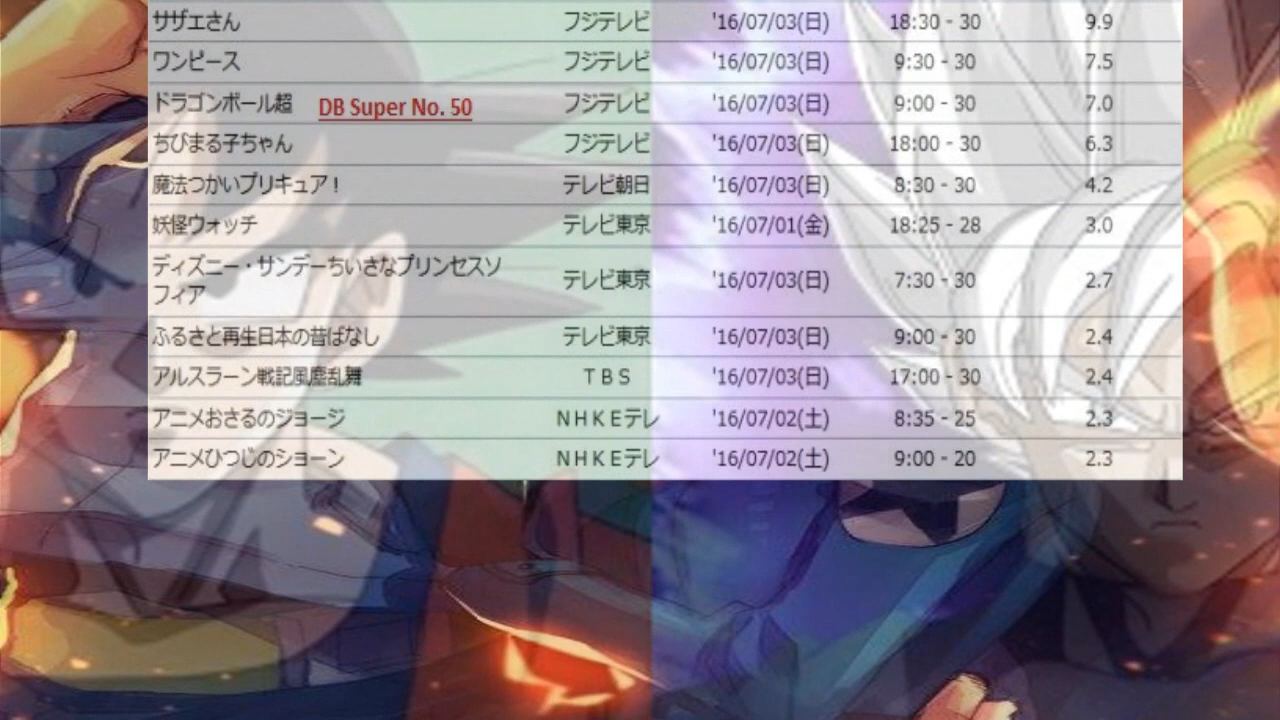 サザエさん フジテレビ '16/07/03(日) 18:30 - 30 9.9
ワンピース フジテレビ '16/07/03(日) 9:30 - 30 7.5
ドラゴンボール超 DB Super No. 50 フジテレビ '16/07/03(日) 9:00 - 30 7.0
ちびまる子ちゃん フジテレビ '16/07/03(日) 18:00 - 30 6.3
魔法つかいプリキュア! テレビ朝日 '16/07/03(日) 8:30 - 30 4.2
妖怪ウォッチ テレビ東京 '16/07/01(金) 18:25 - 28 3.0
ディズニー・サンデーちいさなプリンセスソ
フィア テレビ東京 '16/07/03(日) 7:30 - 30 2.7
ふるさと再生日本の昔ばなし テレビ東京 '16/07/03(日) 9:00 - 30 2.4
アルスラーン戦記風塵乱舞 TBS '16/07/03(日) 17:00 - 30 2.4
アニメおさるのジョージ NHKEテレ '16/07/02(土) 8:35 - 25 2.3
アニメひつじのショーン NHKEテレ '16/07/02(土) 9:00 - 20 2.3